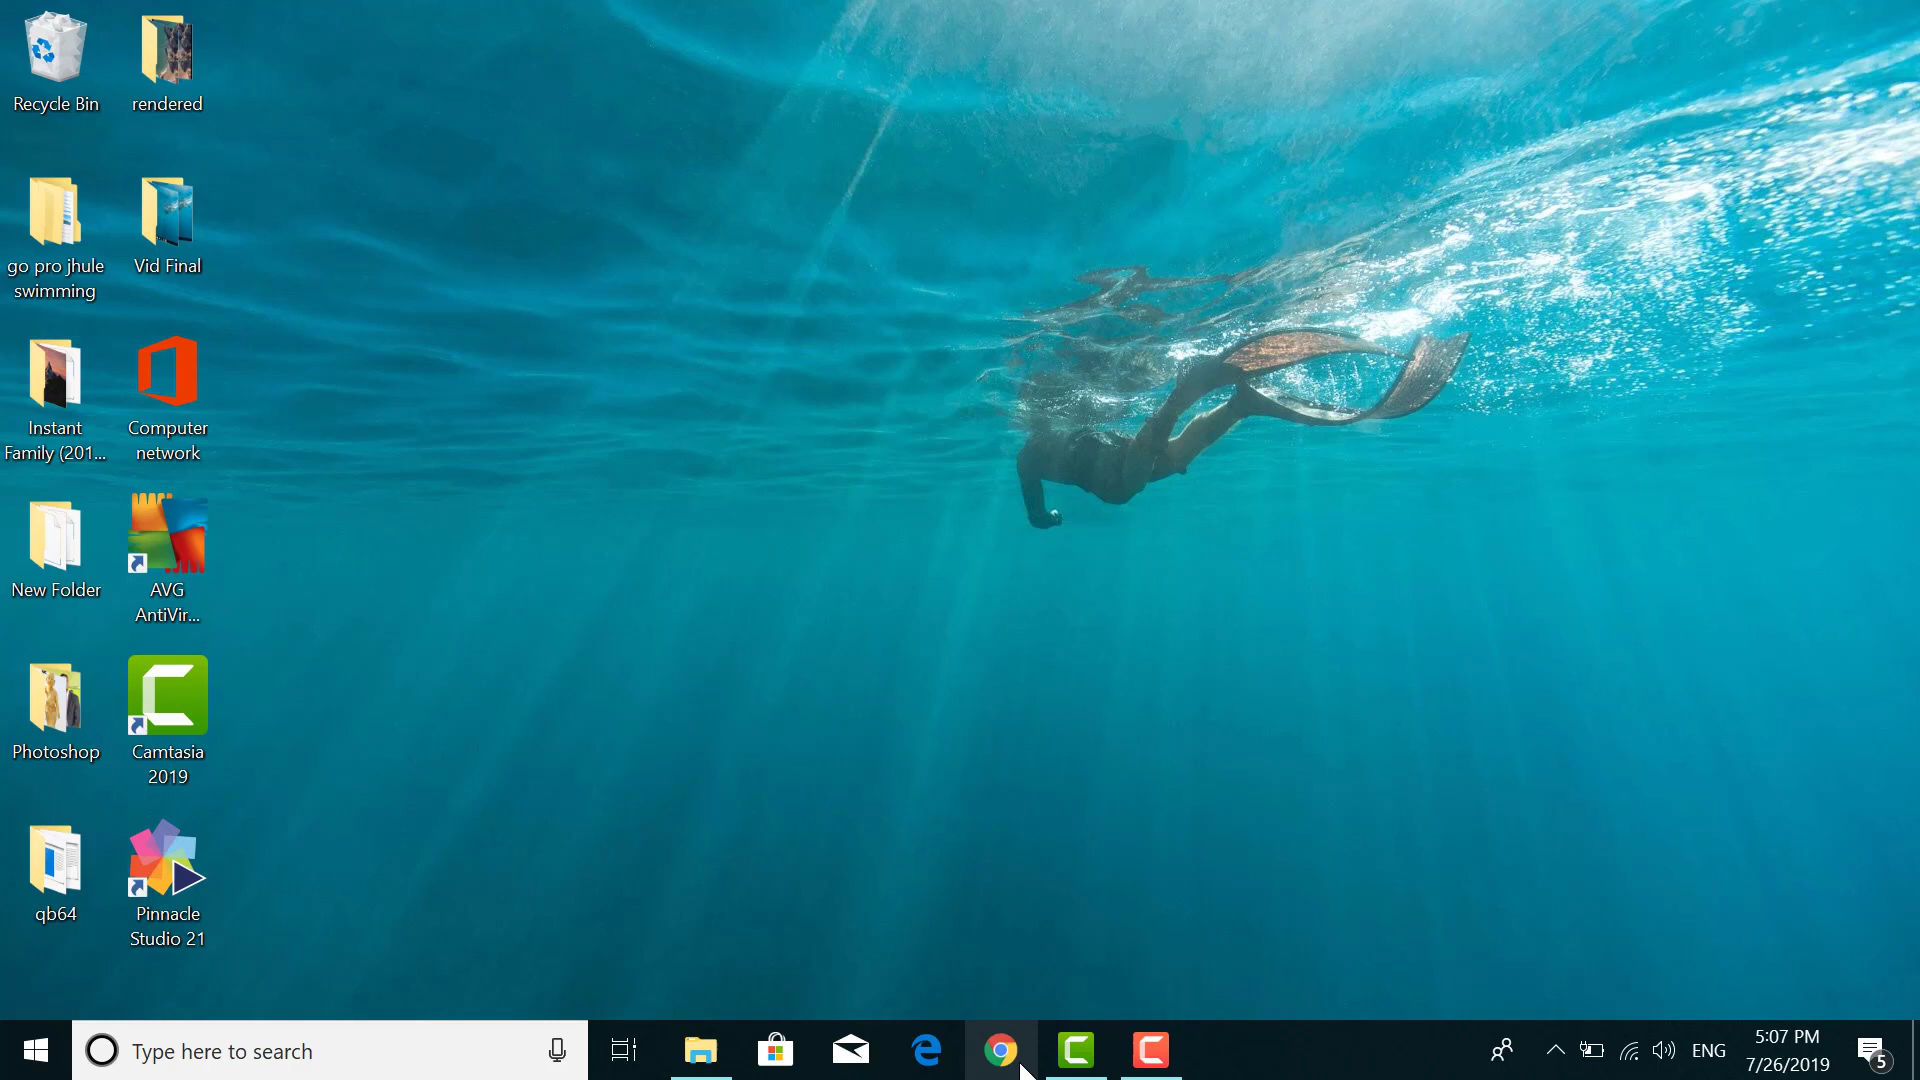 Recycle Bin
rendered
go pro jhule
swimming
Vid Final
Instant
Family (201...
Computer
network
New Folder
AVG
AntiVir...
Photoshop
Camtasia
2019
qb64
Pinnacle
Studio 21
Type here to search
ENG
5:07 PM
7/26/2019
5